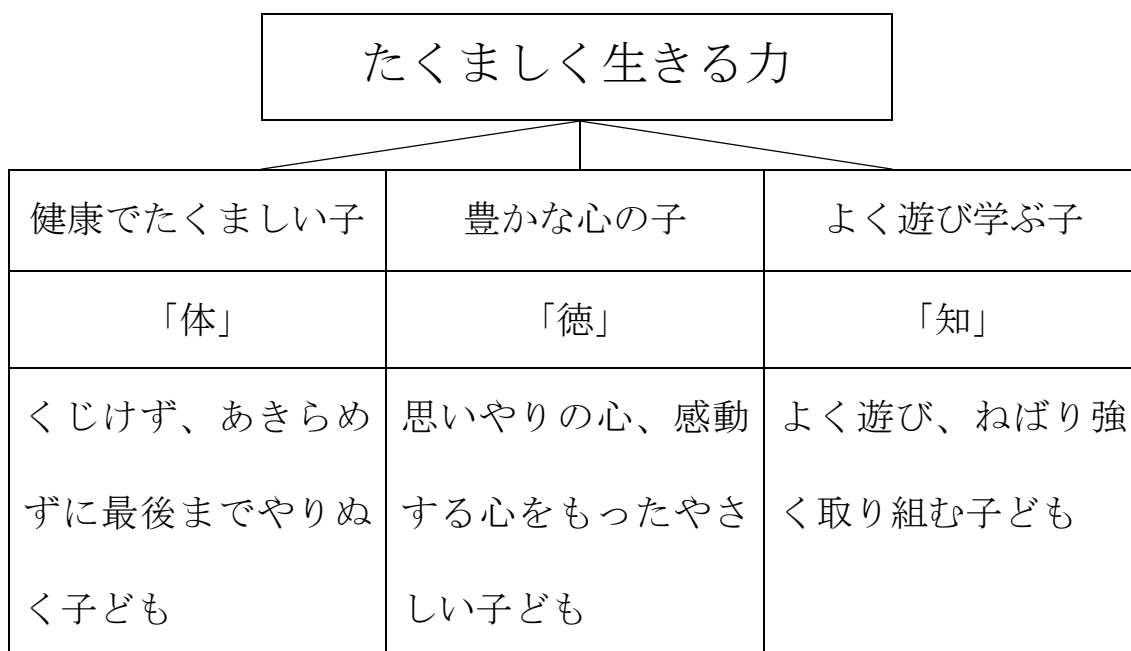 たくましく生きる力
健康でたくましい子
豊かな心の子
よく遊び学ぶ子
「体」
「徳」
「知」
くじけず、あきらめ
ずに最後までやりぬ
く子ども
思いやりの心、感動
する心をもったやさ
しい子ども
よく遊び、ねばり強
く取り組む子ども